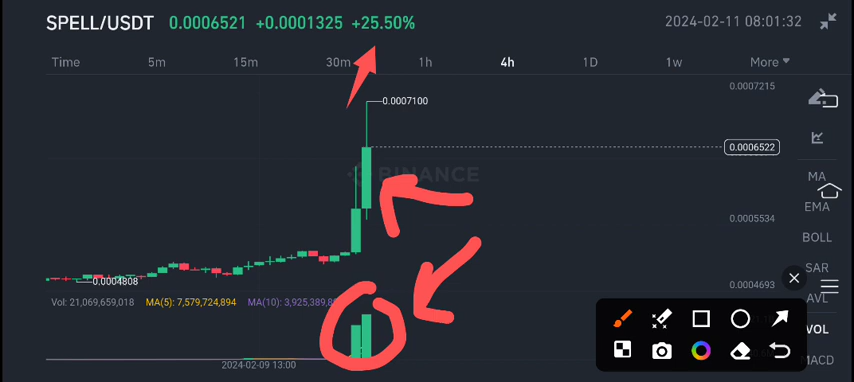 SPELL/USDT 0.0006521 +0.0001325 +25.50% 2024-02-11 08:01:32
Time 5m 15m 30m 1h 4h 1D 1w More
0.0007215
0.0007100
0.0006522
BINANCE
MA
EMA
0.0005534
BOLL
SAR
0.0004808
0.0004693
AVL
Vol: 21,069,659,018 MA(5): 7,579,724,894 MA(10): 3,925,389,8
VOL
2024-02-09 13:00
MACD